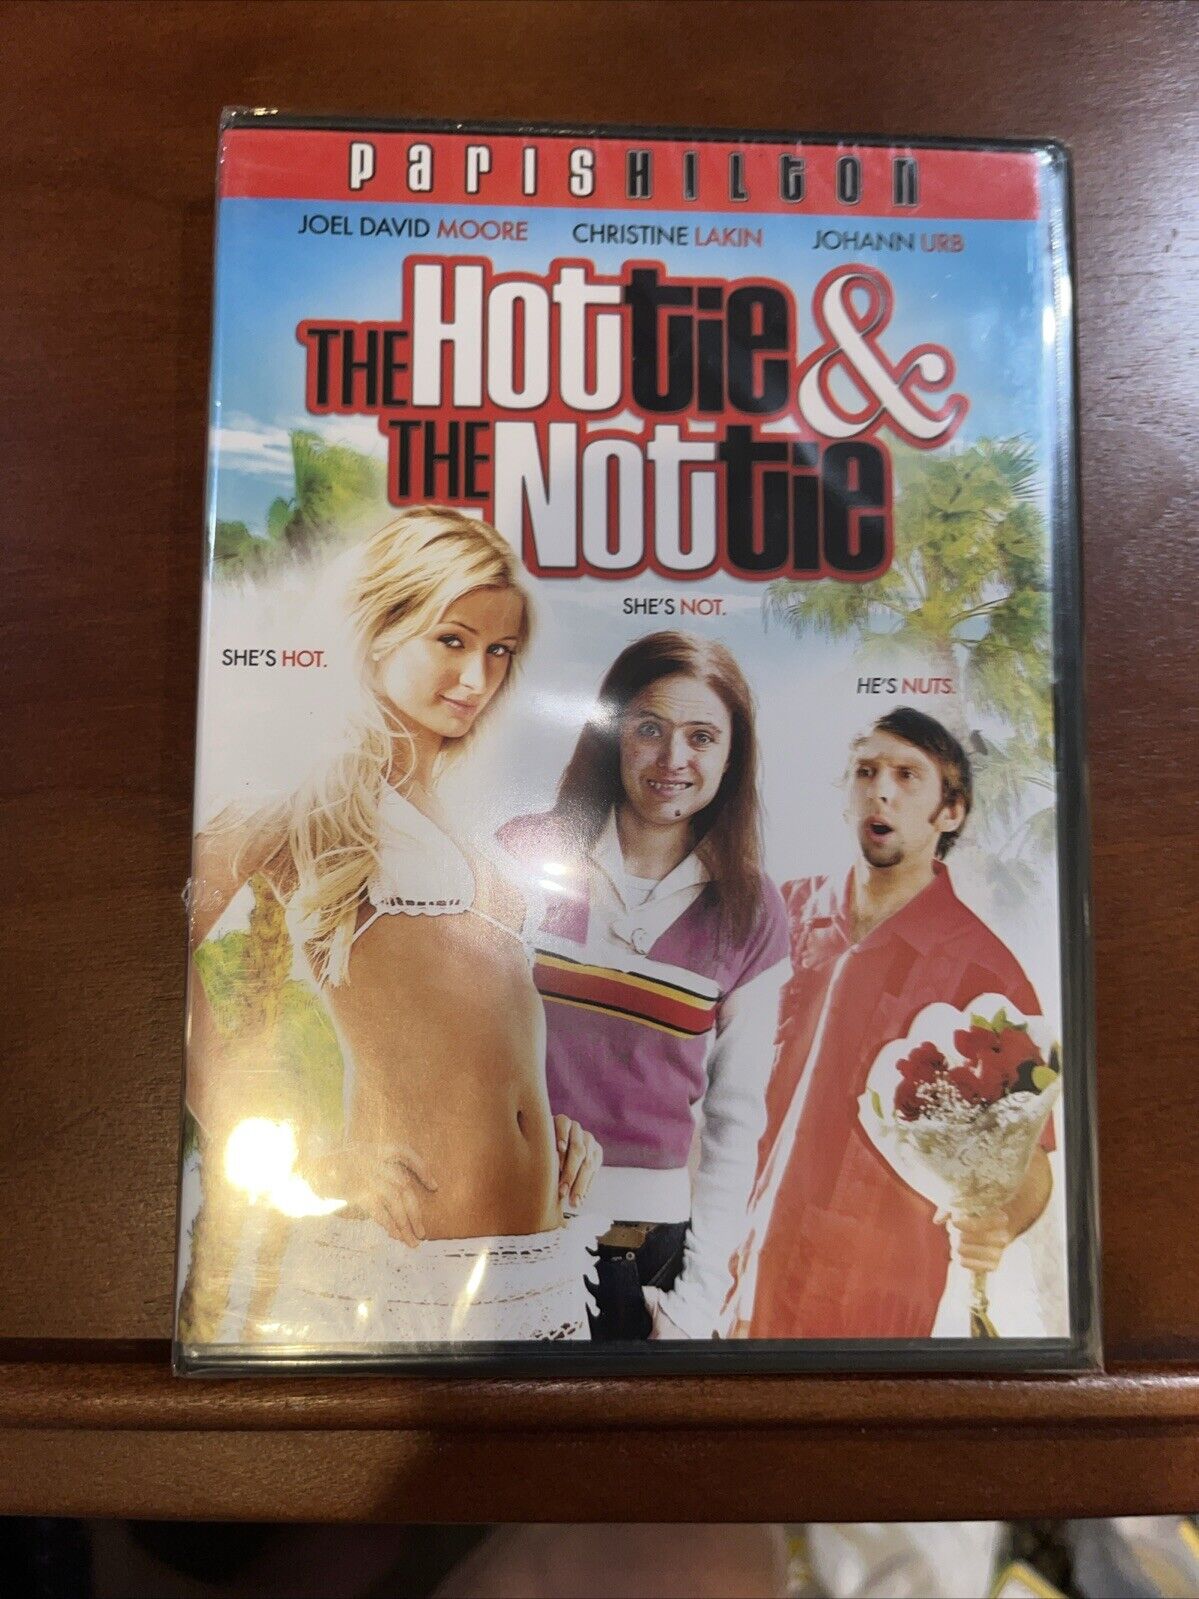 PARIS HILTON
JOEL DAVID MOORE CHRISTINE LAKIN JOHANN URB
THE HOTTIE &
THE NOTTIE
SHE'S NOT.
SHE'S HOT.
HE'S NUTS.